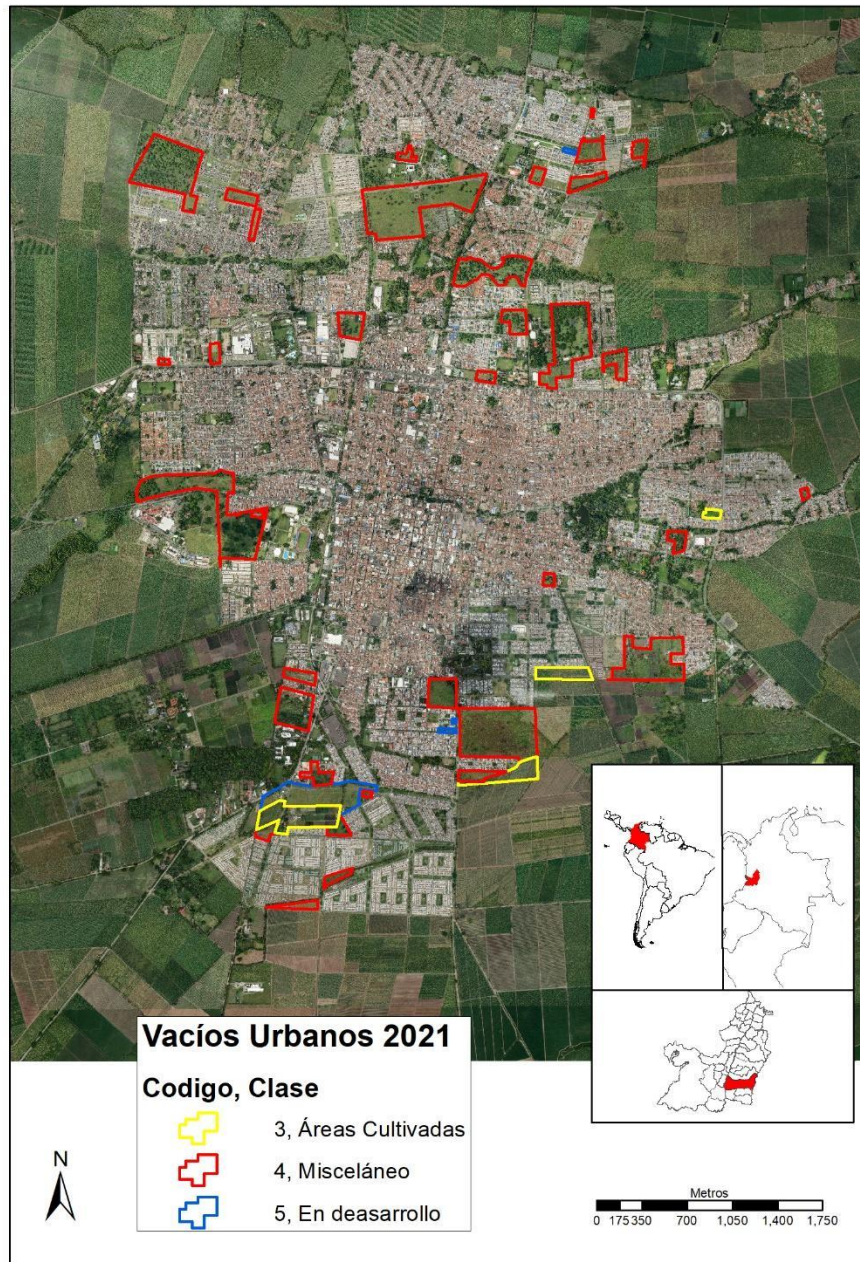 Vacíos Urbanos 2021
Codigo, Clase
3, Áreas Cultivadas
4, Misceláneo
5, En deasarrollo
N
Metros
0 175 350 700 1,050 1,400 1,750